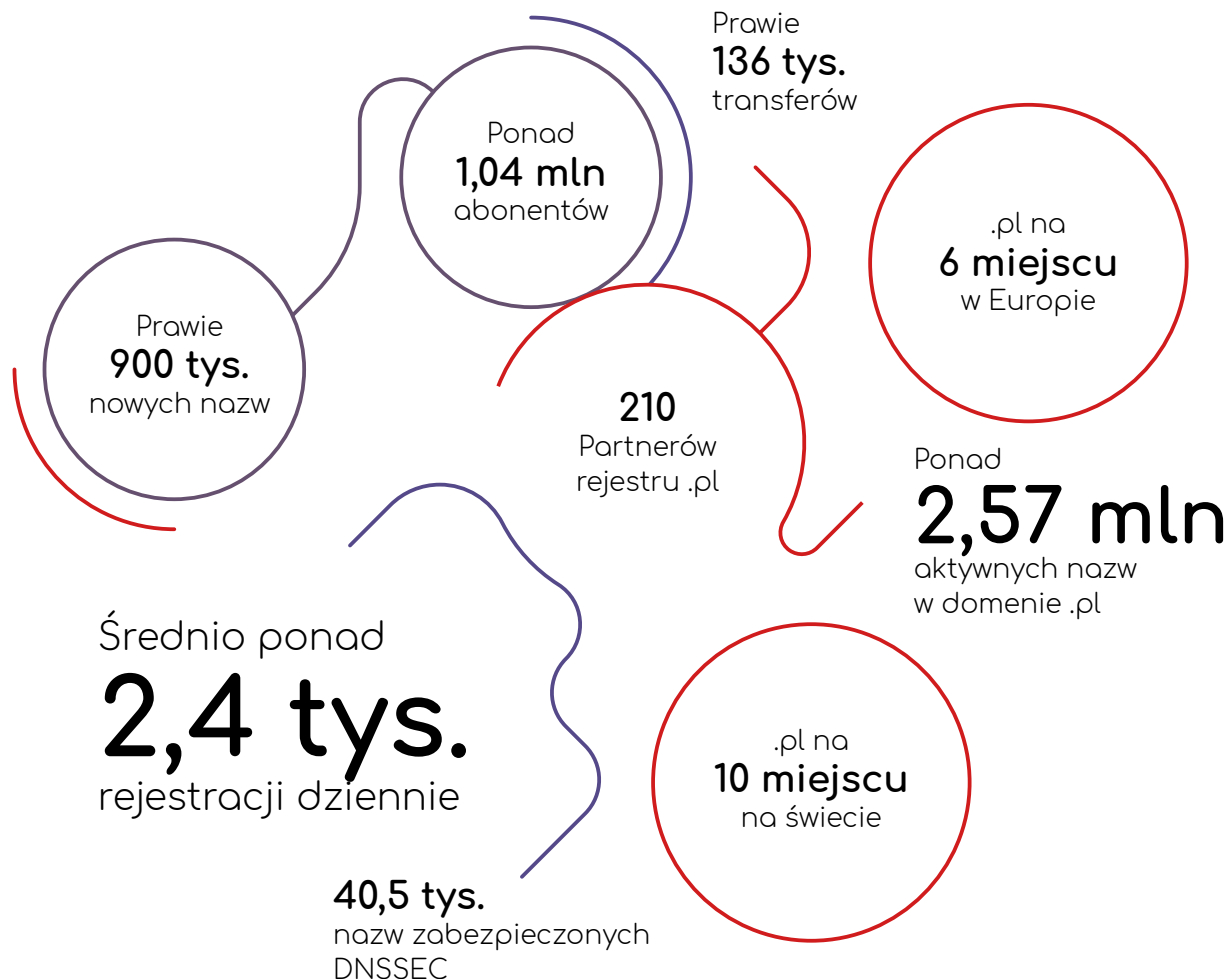 Prawie
136 tys.
transferów
Ponad
1,04 mln
abonentów
.pl na
6 miejscu
w Europie
Prawie
900 tys.
nowych nazw
210
Partnerów
rejestru .pl
Ponad
2,57 mln
aktywnych nazw
w domenie .pl
Średnio ponad
2,4 tys.
rejestracji dziennie
.pl na
10 miejscu
na świecie
40,5 tys.
nazw zabezpieczonych
DNSSEC